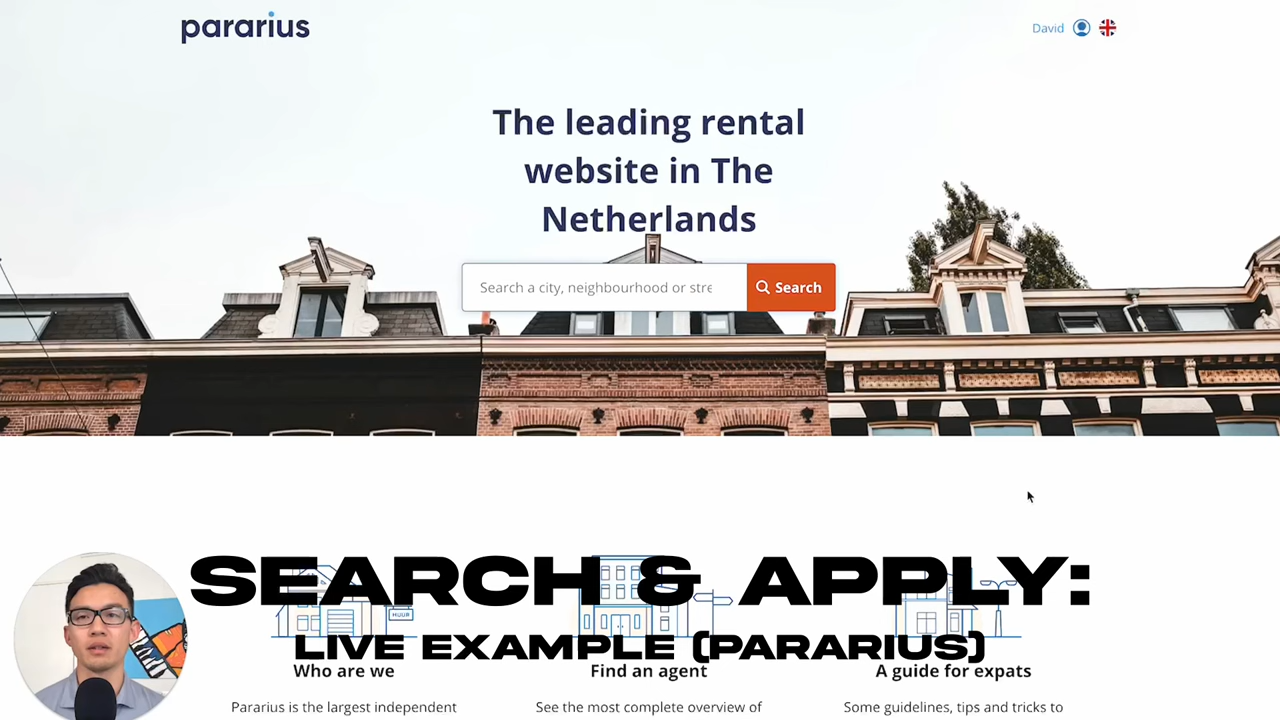 pararius
David
The leading rental
website in The
Netherlands
Search a city, neighbourhood or stre
Search
SEARCH & APPLY:
HUUR
LIVE EXAMPLE (PARARIUS)
Who are we
Find an agent
A guide for expats
Pararius is the largest independent
See the most complete overview of
Some guidelines, tips and tricks to